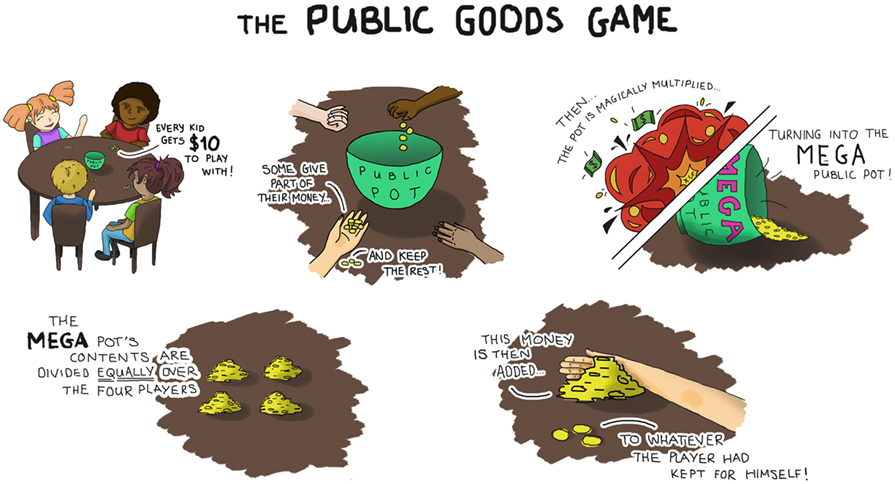 THE PUBLIC GOODS GAME
EVERY KID
GETS $10
TO PLAY
WITH!
SOME GIVE
PART OF
THEIR MONEY...
PUBLIC
POT
AND KEEP
THE REST!
THEN...
THE POT IS MAGICALLY MULTIPLIED...
$
$
MEGA
PUBLIC
POT
TURNING INTO THE
MEGA
PUBLIC POT!
THE
MEGA POT'S
CONTENTS ARE
DIVIDED EQUALLY OVER
THE FOUR PLAYERS
THIS MONEY
IS THEN
ADDED...
TO WHATEVER
THE PLAYER HAD
KEPT FOR HIMSELF!